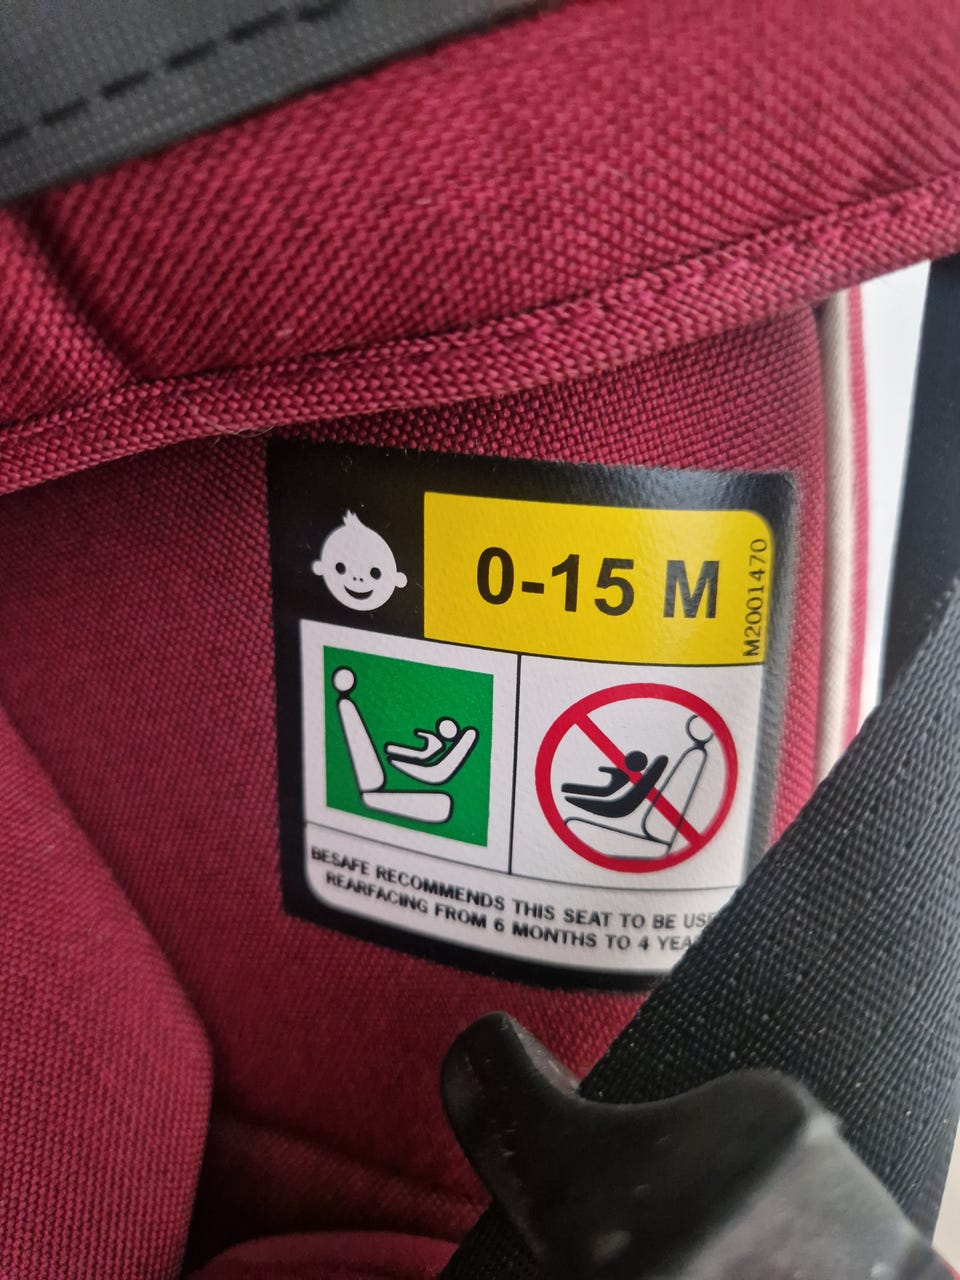 0-15 M
M2001470
BESAFE RECOMMENDS THIS SEAT TO BE
REARFACING FROM 6 MONTHS TO 4